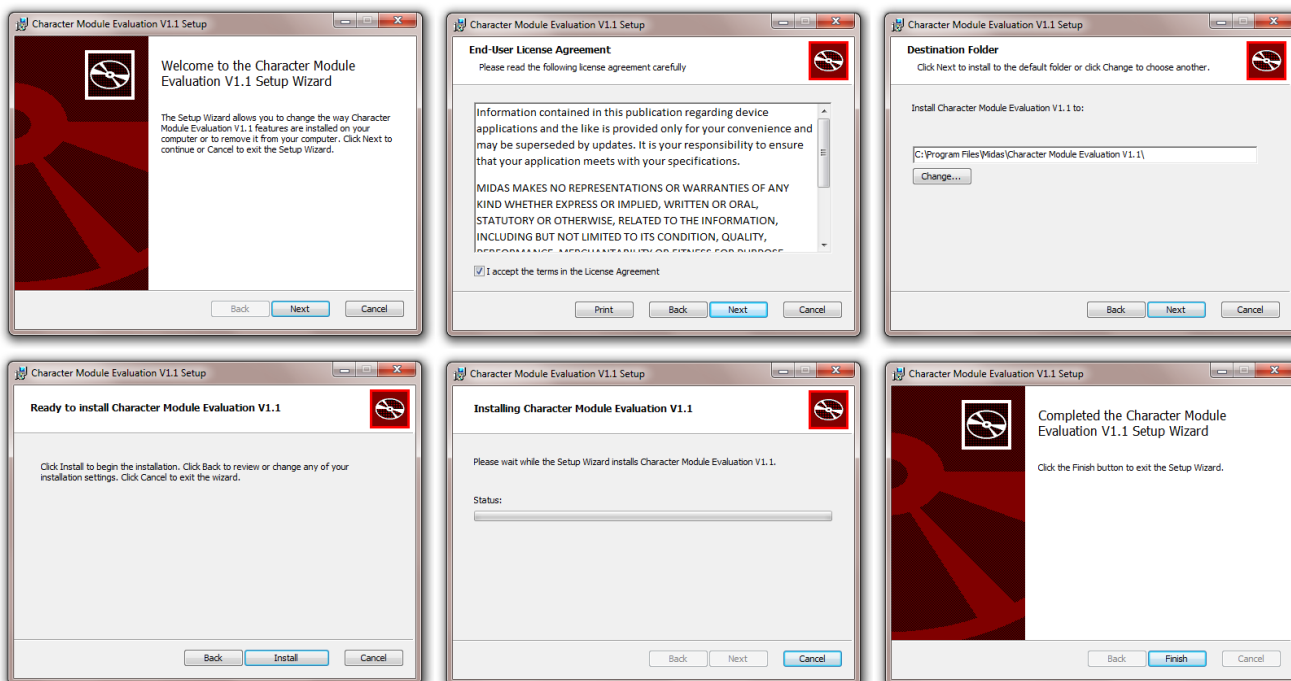 Character Module Evaluation V1.1 Setup
Welcome to the Character Module
Evaluation V1.1 Setup Wizard
The Setup Wizard allows you to change the way Character
Module Evaluation V1.1 features are installed on your
computer or to remove it from your computer. Click Next to
continue or Cancel to exit the Setup Wizard.
Back Next Cancel
Character Module Evaluation V1.1 Setup
End-User License Agreement
Please read the following license agreement carefully
Information contained in this publication regarding device
applications and the like is provided only for your convenience and
may be superseded by updates. It is your responsibility to ensure
that your application meets with your specifications.
MIDAS MAKES NO REPRESENTATIONS OR WARRANTIES OF ANY
KIND WHETHER EXPRESS OR IMPLIED, WRITTEN OR ORAL,
STATUTORY OR OTHERWISE, RELATED TO THE INFORMATION,
INCLUDING BUT NOT LIMITED TO ITS CONDITION, QUALITY,
PERFORMANCE, MERCHANTABILITY OR FITNESS FOR PURPOSE
I accept the terms in the License Agreement
Print Back Next Cancel
Character Module Evaluation V1.1 Setup
Destination Folder
Click Next to install to the default folder or click Change to choose another.
Install Character Module Evaluation V1.1 to:
C:\Program Files\Midas\Character Module Evaluation V1.1\
Change...
Back Next Cancel
Character Module Evaluation V1.1 Setup
Ready to install Character Module Evaluation V1.1
Click Install to begin the installation. Click Back to review or change any of your
installation settings. Click Cancel to exit the wizard.
Back Install Cancel
Character Module Evaluation V1.1 Setup
Installing Character Module Evaluation V1.1
Please wait while the Setup Wizard installs Character Module Evaluation V1.1.
Status:
Back Next Cancel
Character Module Evaluation V1.1 Setup
Completed the Character Module
Evaluation V1.1 Setup Wizard
Click the Finish button to exit the Setup Wizard.
Back Finish Cancel